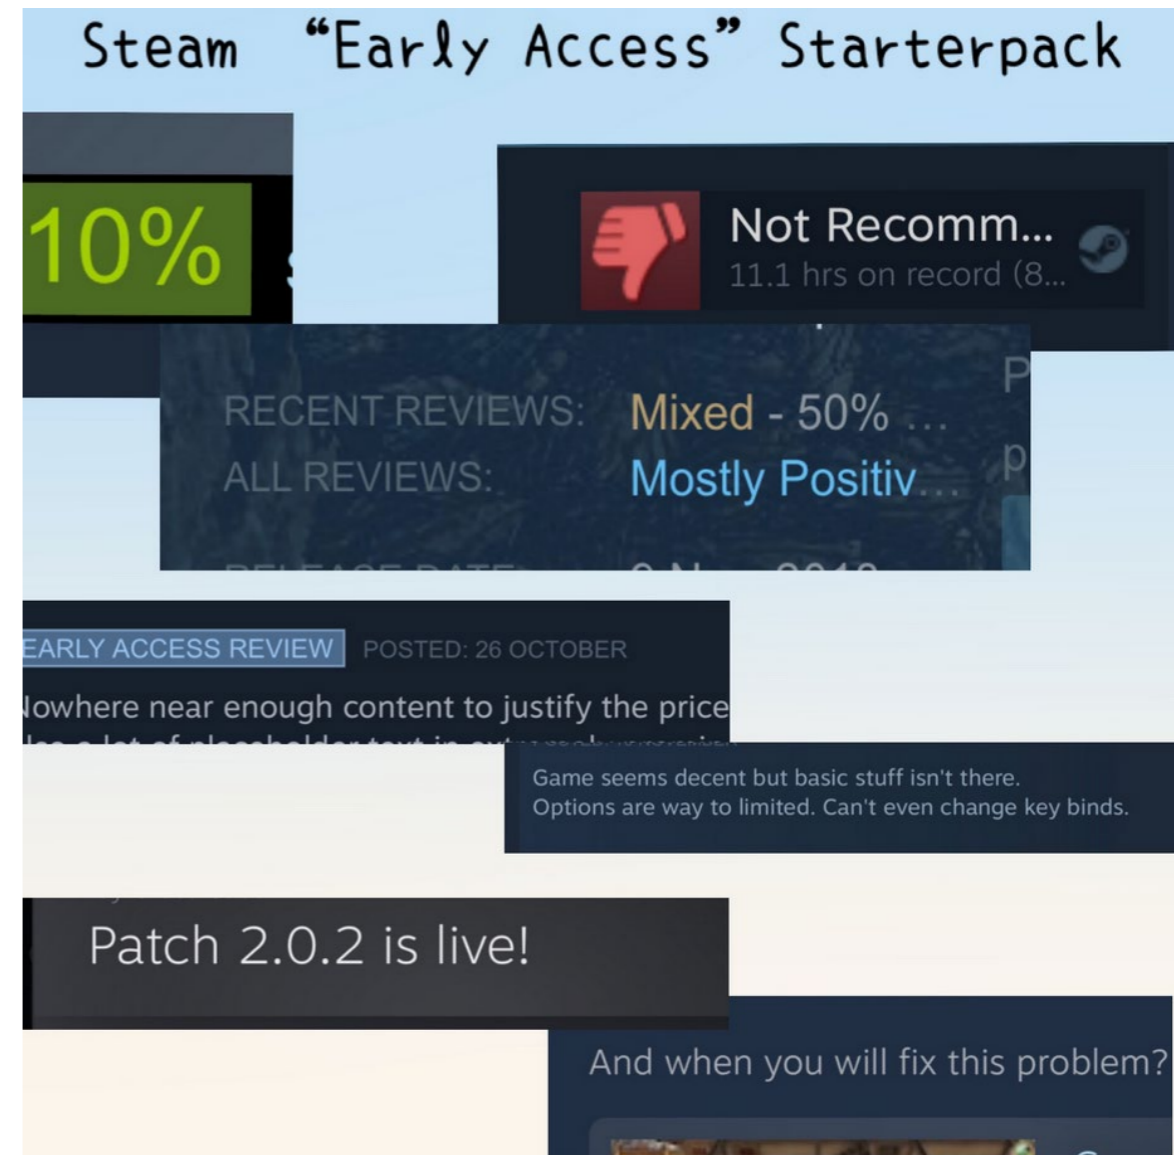 Steam “Early Access” Starterpack
10%
Not Recomm...
11.1 hrs on record (8...
RECENT REVIEWS: Mixed - 50% ...
ALL REVIEWS: Mostly Positiv...
EARLY ACCESS REVIEW POSTED: 26 OCTOBER
Nowhere near enough content to justify the price
Game seems decent but basic stuff isn't there.
Options are way to limited. Can't even change key binds.
Patch 2.0.2 is live!
And when you will fix this problem?